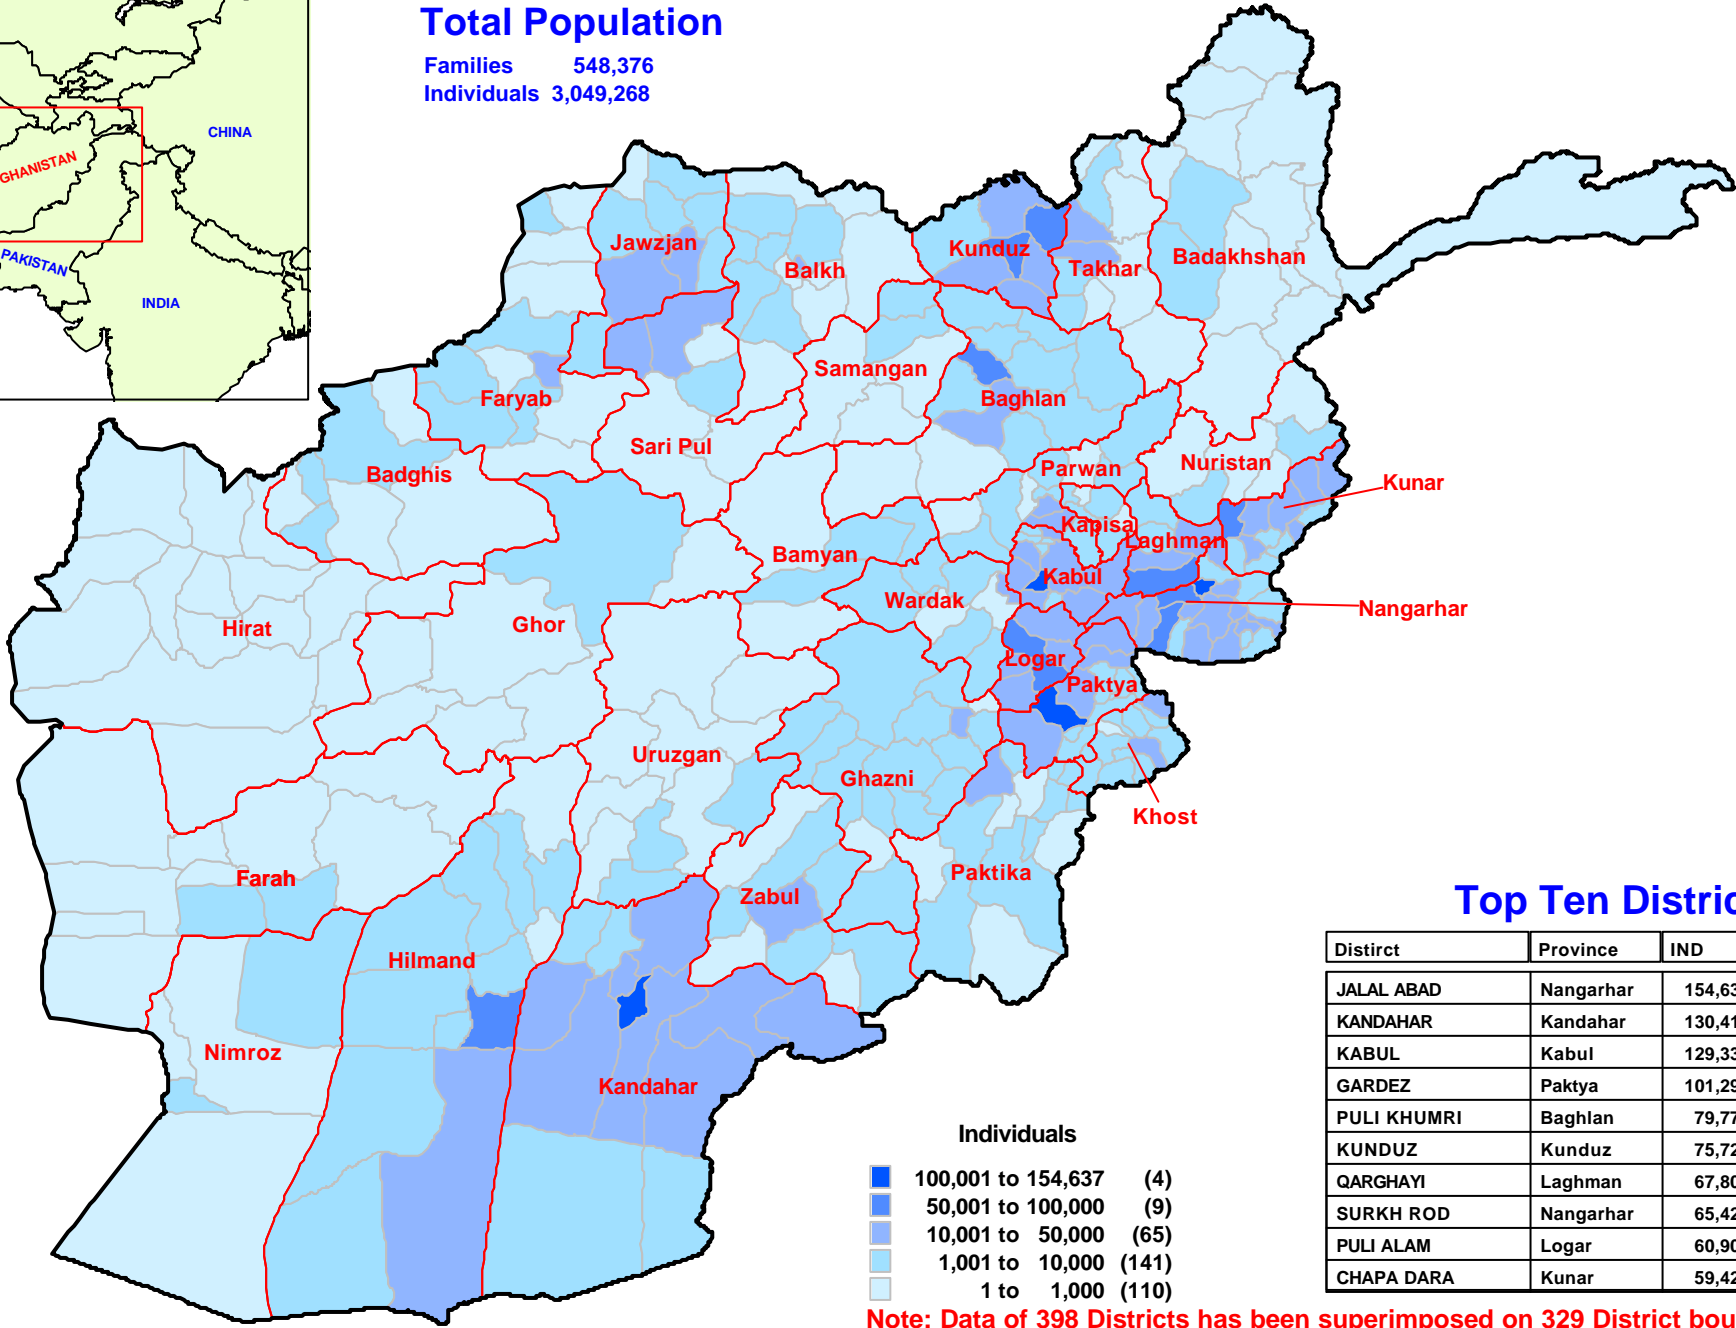 Total Population
Families 548,376
Individuals 3,049,268
CHINA
GHANISTAN
PAKISTAN
INDIA
Jawzjan
Balkh
Kunduz
Takhar
Badakhshan
Samangan
Faryab
Baghlan
Sari Pul
Badghis
Parwan
Nuristan
Kunar
Kapisa
Laghman
Bamyan
Kabul
Wardak
Nangarhar
Hirat
Ghor
Logar
Paktya
Uruzgan
Ghazni
Khost
Farah
Paktika
Zabul
Hilmand
Nimroz
Kandahar
Top Ten Distric
Distirct Province IND
JALAL ABAD Nangarhar 154,63
KANDAHAR Kandahar 130,41
KABUL Kabul 129,33
GARDEZ Paktya 101,29
PULI KHUMRI Baghlan 79,77
KUNDUZ Kunduz 75,72
QARGHAYI Laghman 67,80
SURKH ROD Nangarhar 65,42
PULI ALAM Logar 60,90
CHAPA DARA Kunar 59,42
Individuals
100,001 to 154,637 (4)
50,001 to 100,000 (9)
10,001 to 50,000 (65)
1,001 to 10,000 (141)
1 to 1,000 (110)
Note: Data of 398 Districts has been superimposed on 329 District bou